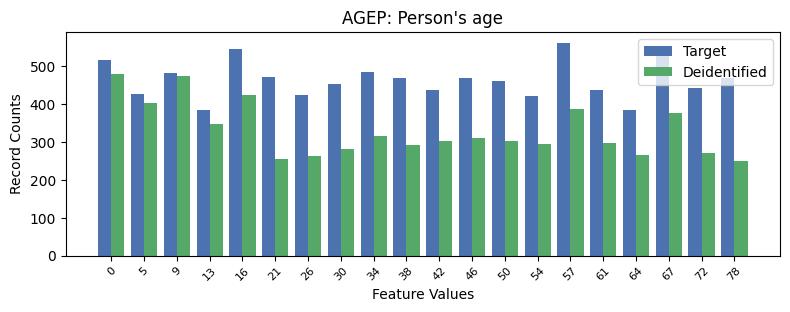 AGEP: Person's age
Target
Deidentified
Record Counts
500
400
300
200
100
0
0 5 9 13 16 21 26 30 34 38 42 46 50 54 57 61 64 67 72 78
Feature Values